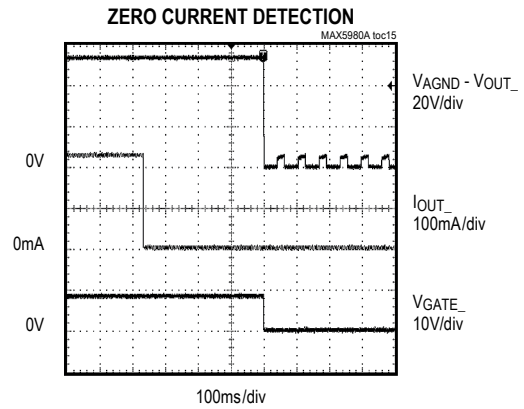 ZERO CURRENT DETECTION
MAX5980A toc15
VAGND - VOUT_
20V/div
0V
IOUT_
100mA/div
0mA
VGATE_
10V/div
0V
100ms/div